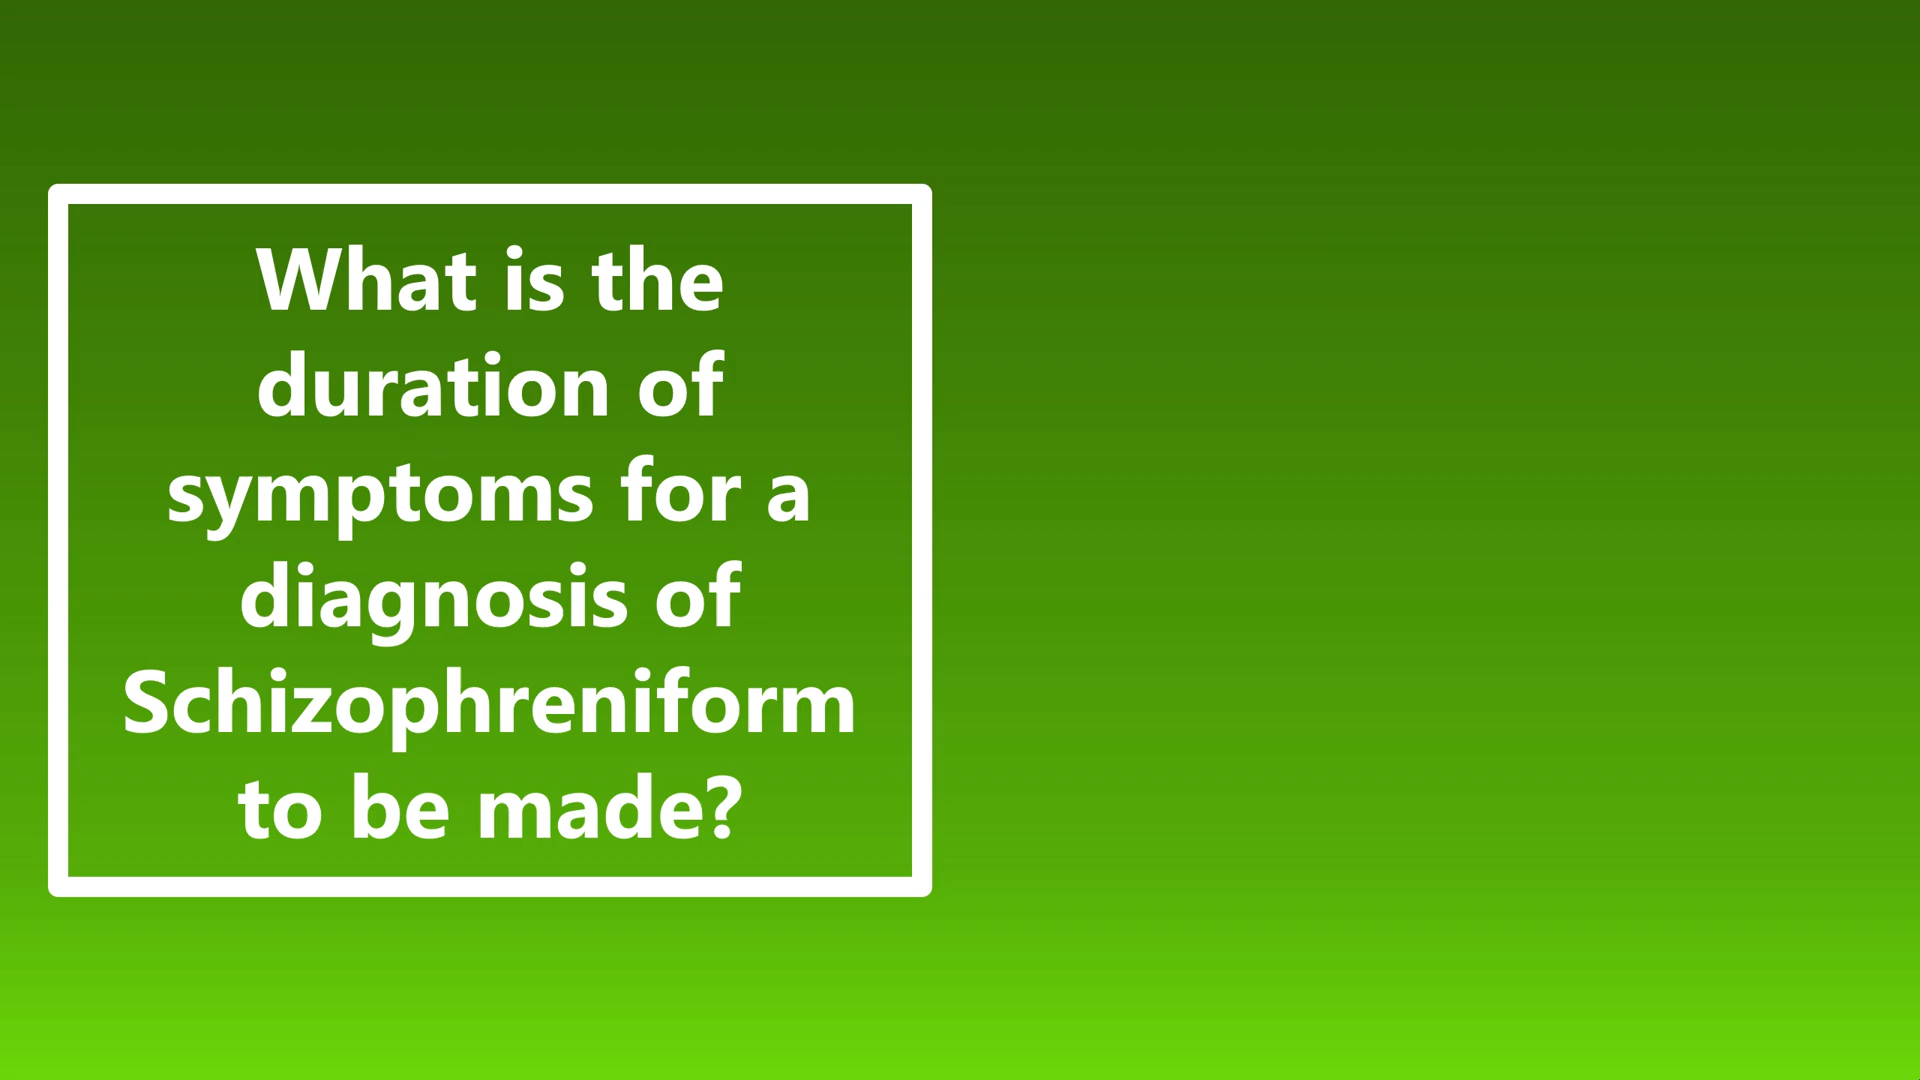 What is the
duration of
symptoms for a
diagnosis of
Schizophreniform
to be made?